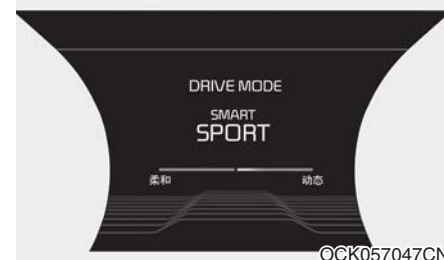 DRIVE MODE
SMART
SPORT
柔和 动态
OCK057047CN